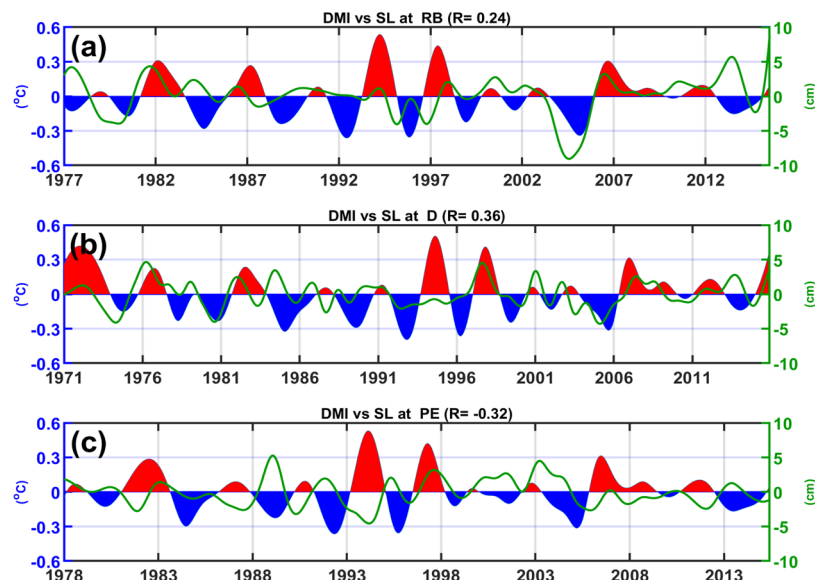 DMI vs SL at RB (R= 0.24)
(a)
0.6
0.3
0
-0.3
-0.6
(°C)
10
5
0
-5
-10
(cm)
1977 1982 1987 1992 1997 2002 2007 2012
DMI vs SL at D (R= 0.36)
(b)
0.6
0.3
0
-0.3
-0.6
(°C)
10
5
0
-5
-10
(cm)
1971 1976 1981 1986 1991 1996 2001 2006 2011
DMI vs SL at PE (R= -0.32)
(c)
0.6
0.3
0
-0.3
-0.6
(°C)
10
5
0
-5
-10
(cm)
1978 1983 1988 1993 1998 2003 2008 2013